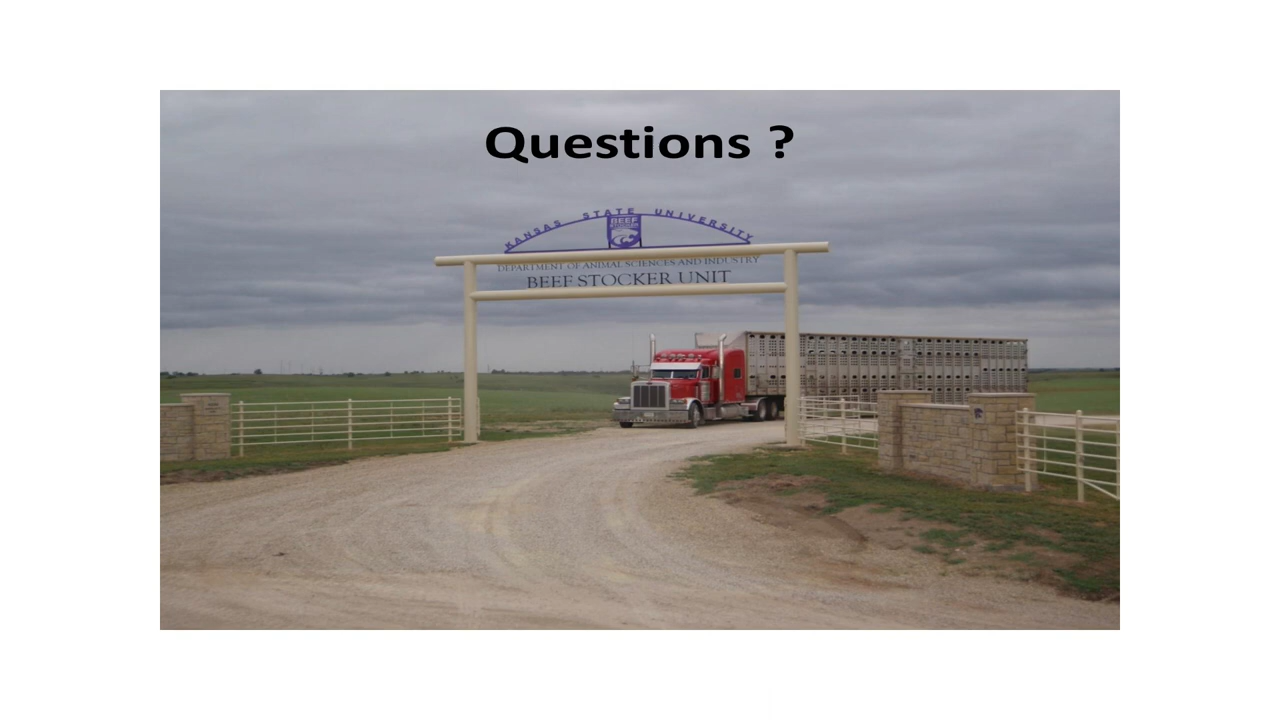 Questions ?
KANSAS STATE UNIVERSITY
BEEF
DEPARTMENT OF ANIMAL SCIENCES AND INDUSTRY
BEEF STOCKER UNIT